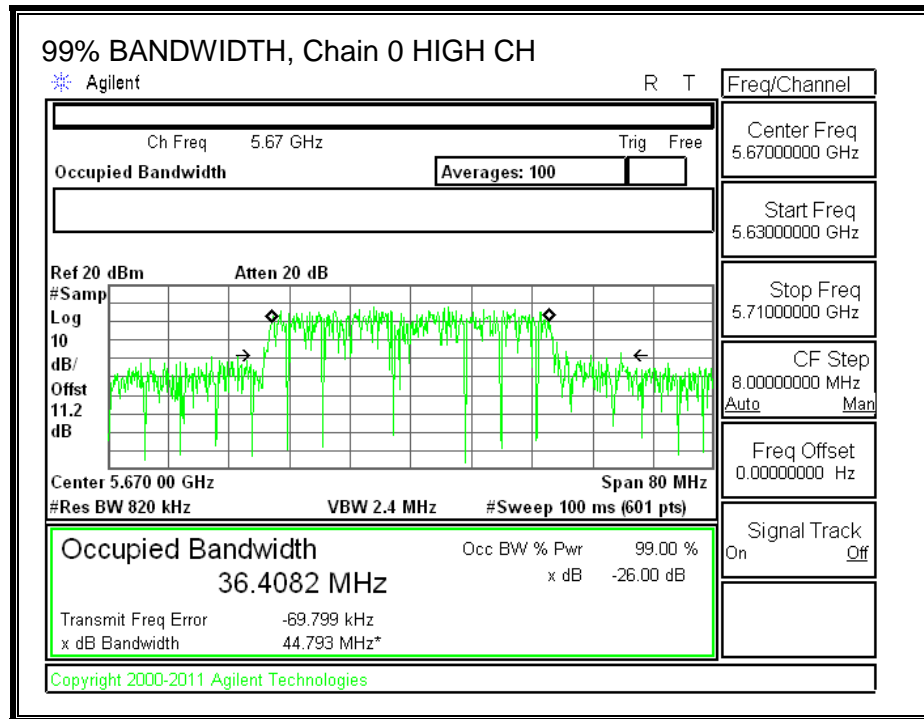 99% BANDWIDTH, Chain 0 HIGH CH
Agilent R T
Ch Freq 5.67 GHz Trig Free
Occupied Bandwidth Averages: 100
Ref 20 dBm Atten 20 dB
#Samp
Log
10
dB/
Offst
11.2
dB
Center 5.670 00 GHz Span 80 MHz
#Res BW 820 kHz VBW 2.4 MHz #Sweep 100 ms (601 pts)
Occupied Bandwidth Occ BW % Pwr 99.00 %
36.4082 MHz x dB -26.00 dB
Transmit Freq Error -69.799 kHz
x dB Bandwidth 44.793 MHz*
Copyright 2000-2011 Agilent Technologies
Freq/Channel
Center Freq
5.67000000 GHz
Start Freq
5.63000000 GHz
Stop Freq
5.71000000 GHz
CF Step
8.00000000 MHz
Auto Man
Freq Offset
0.00000000 Hz
Signal Track
On Off